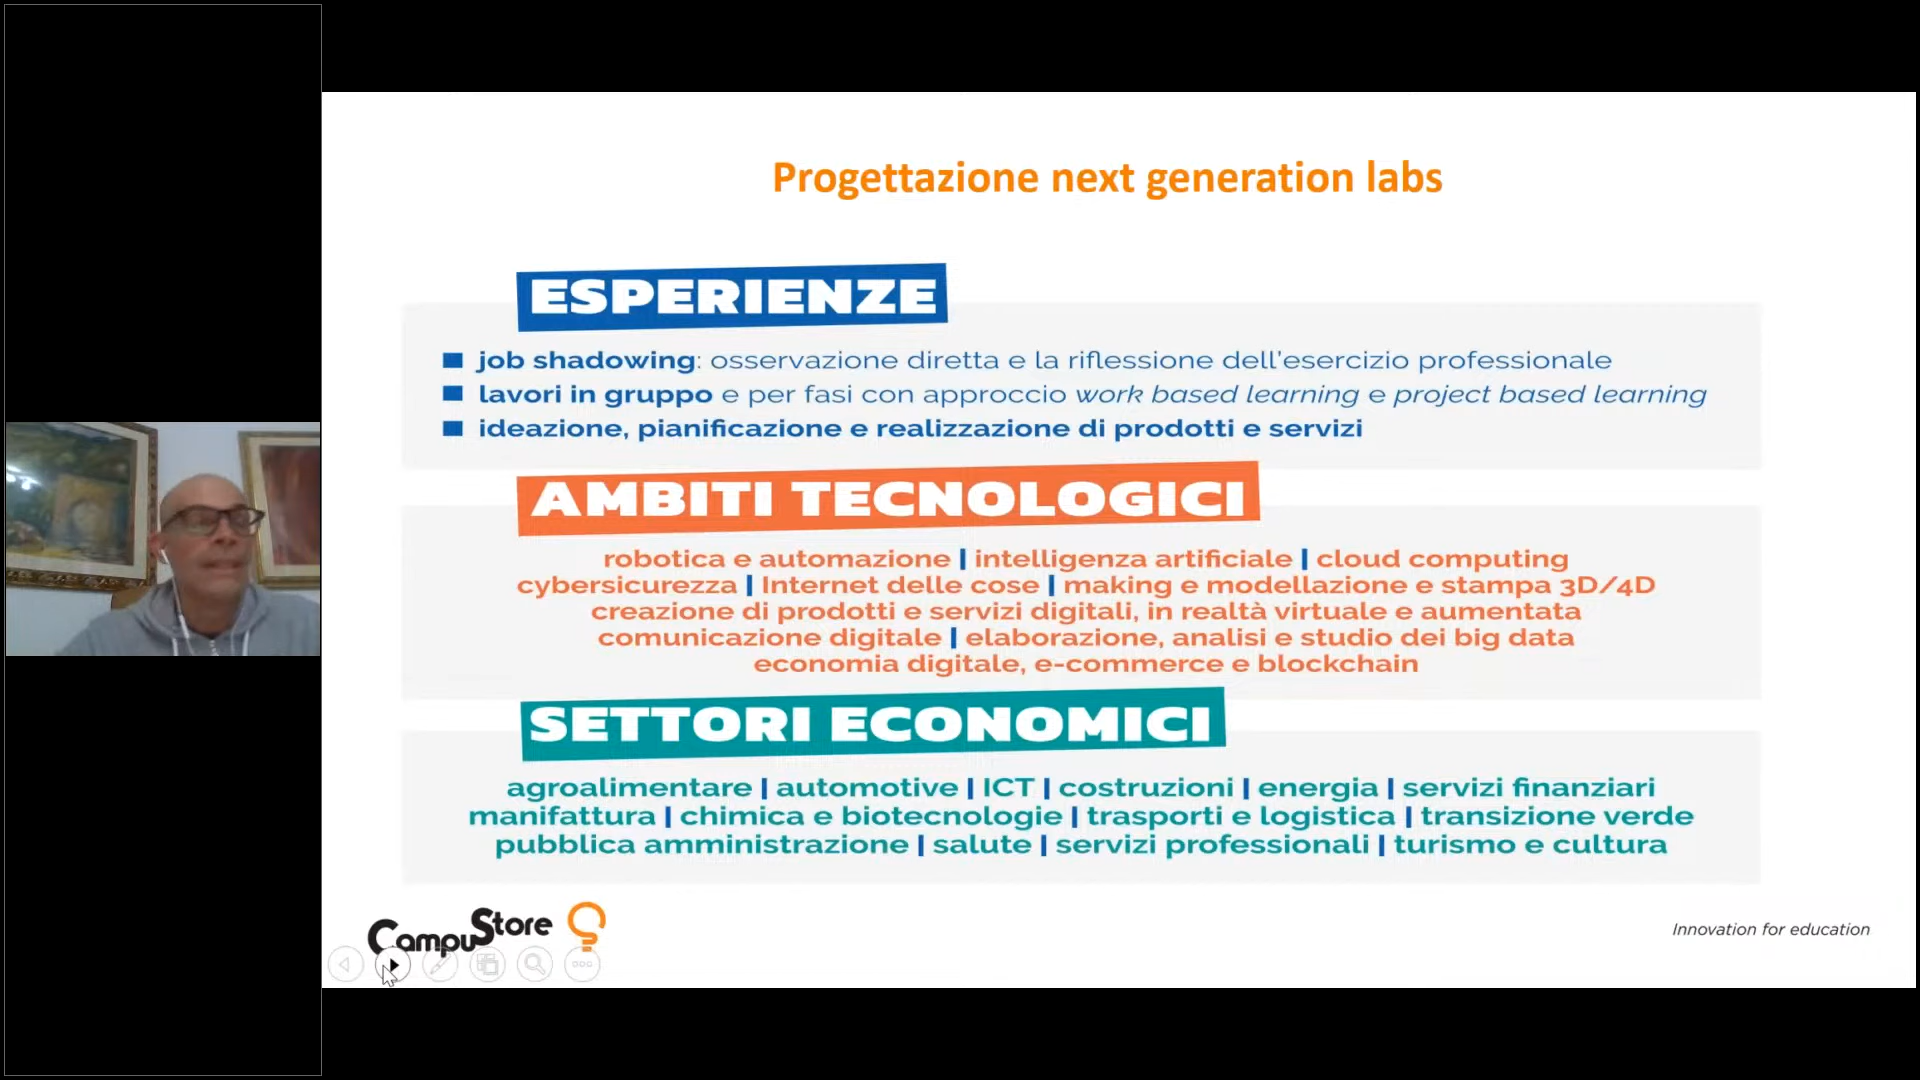 Progettazione next generation labs
ESPERIENZE
job shadowing: osservazione diretta e la riflessione dell'esercizio professionale
lavori in gruppo e per fasi con approccio work based learning e project based learning
ideazione, pianificazione e realizzazione di prodotti e servizi
AMBITI TECNOLOGICI
robotica e automazione | intelligenza artificiale | cloud computing
cybersicurezza | Internet delle cose | making e modellazione e stampa 3D/4D
creazione di prodotti e servizi digitali, in realtà virtuale e aumentata
comunicazione digitale | elaborazione, analisi e studio dei big data
economia digitale, e-commerce e blockchain
SETTORI ECONOMICI
agroalimentare | automotive | ICT | costruzioni | energia | servizi finanziari
manifattura | chimica e biotecnologie | trasporti e logistica | transizione verde
pubblica amministrazione | salute | servizi professionali | turismo e cultura
CampuStore
Innovation for education